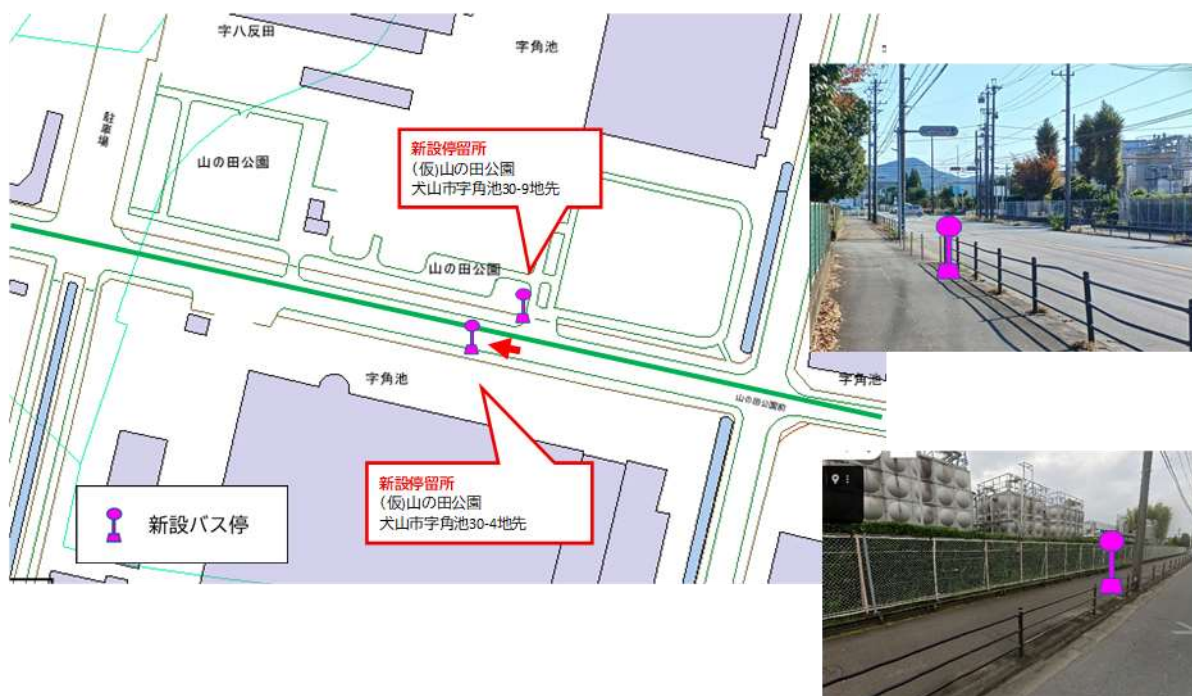 字八反田
字角池
駐車場
山の田公園
新設停留所
(仮)山の田公園
犬山市字角池30-9地先
山の田公園
字角池
字角池
山の田公園前
新設停留所
(仮)山の田公園
犬山市字角池30-4地先
新設バス停